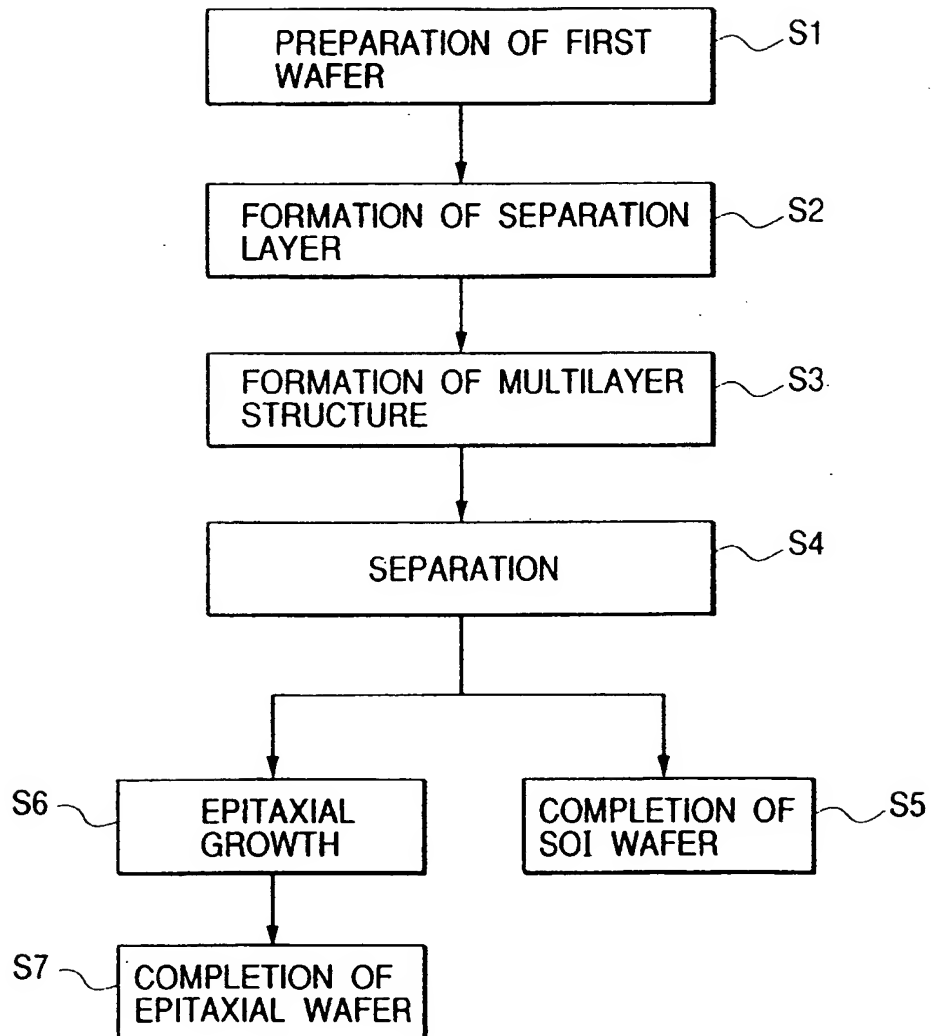 PREPARATION OF FIRST
WAFER
S1
FORMATION OF SEPARATION
LAYER
S2
FORMATION OF MULTILAYER
STRUCTURE
S3
SEPARATION
S4
S6
EPITAXIAL
GROWTH
COMPLETION OF
SOI WAFER
S5
S7
COMPLETION OF
EPITAXIAL WAFER